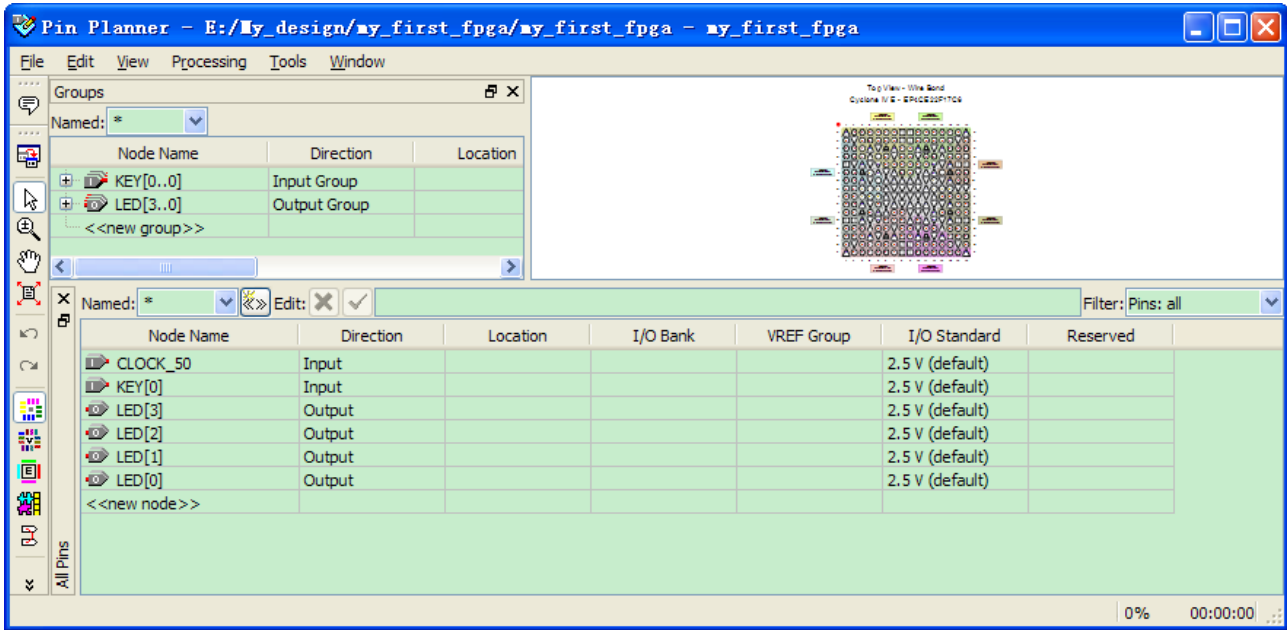 Pin Planner - E:/My_design/my_first_fpga/my_first_fpga - my_first_fpga
File Edit View Processing Tools Window
Groups
Named: *
Node Name Direction Location
KEY[0..0] Input Group
LED[3..0] Output Group
<<new group>>
Top View - Wire Bond
Cyclone IV E - EP4CE22F17C6
Named: * Edit: Filter: Pins: all
Node Name Direction Location I/O Bank VREF Group I/O Standard Reserved
CLOCK_50 Input 2.5 V (default)
KEY[0] Input 2.5 V (default)
LED[3] Output 2.5 V (default)
LED[2] Output 2.5 V (default)
LED[1] Output 2.5 V (default)
LED[0] Output 2.5 V (default)
<<new node>>
All Pins
0% 00:00:00